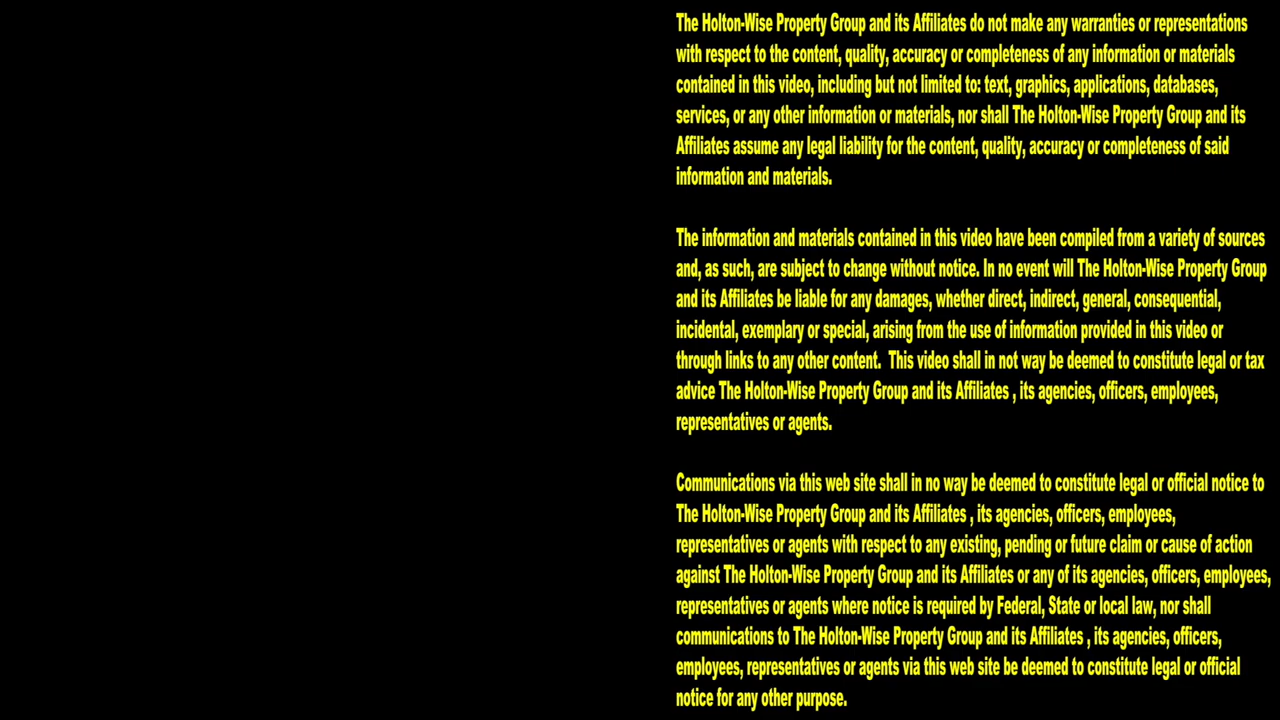 The Holton-Wise Property Group and its Affiliates do not make any warranties or representations
with respect to the content, quality, accuracy or completeness of any information or materials
contained in this video, including but not limited to: text, graphics, applications, databases,
services, or any other information or materials, nor shall The Holton-Wise Property Group and its
Affiliates assume any legal liability for the content, quality, accuracy or completeness of said
information and materials.
The information and materials contained in this video have been compiled from a variety of sources
and, as such, are subject to change without notice. In no event will The Holton-Wise Property Group
and its Affiliates be liable for any damages, whether direct, indirect, general, consequential,
incidental, exemplary or special, arising from the use of information provided in this video or
through links to any other content.  This video shall in not way be deemed to constitute legal or tax
advice The Holton-Wise Property Group and its Affiliates , its agencies, officers, employees,
representatives or agents.
Communications via this web site shall in no way be deemed to constitute legal or official notice to
The Holton-Wise Property Group and its Affiliates , its agencies, officers, employees,
representatives or agents with respect to any existing, pending or future claim or cause of action
against The Holton-Wise Property Group and its Affiliates or any of its agencies, officers, employees,
representatives or agents where notice is required by Federal, State or local law, nor shall
communications to The Holton-Wise Property Group and its Affiliates , its agencies, officers,
employees, representatives or agents via this web site be deemed to constitute legal or official
notice for any other purpose.